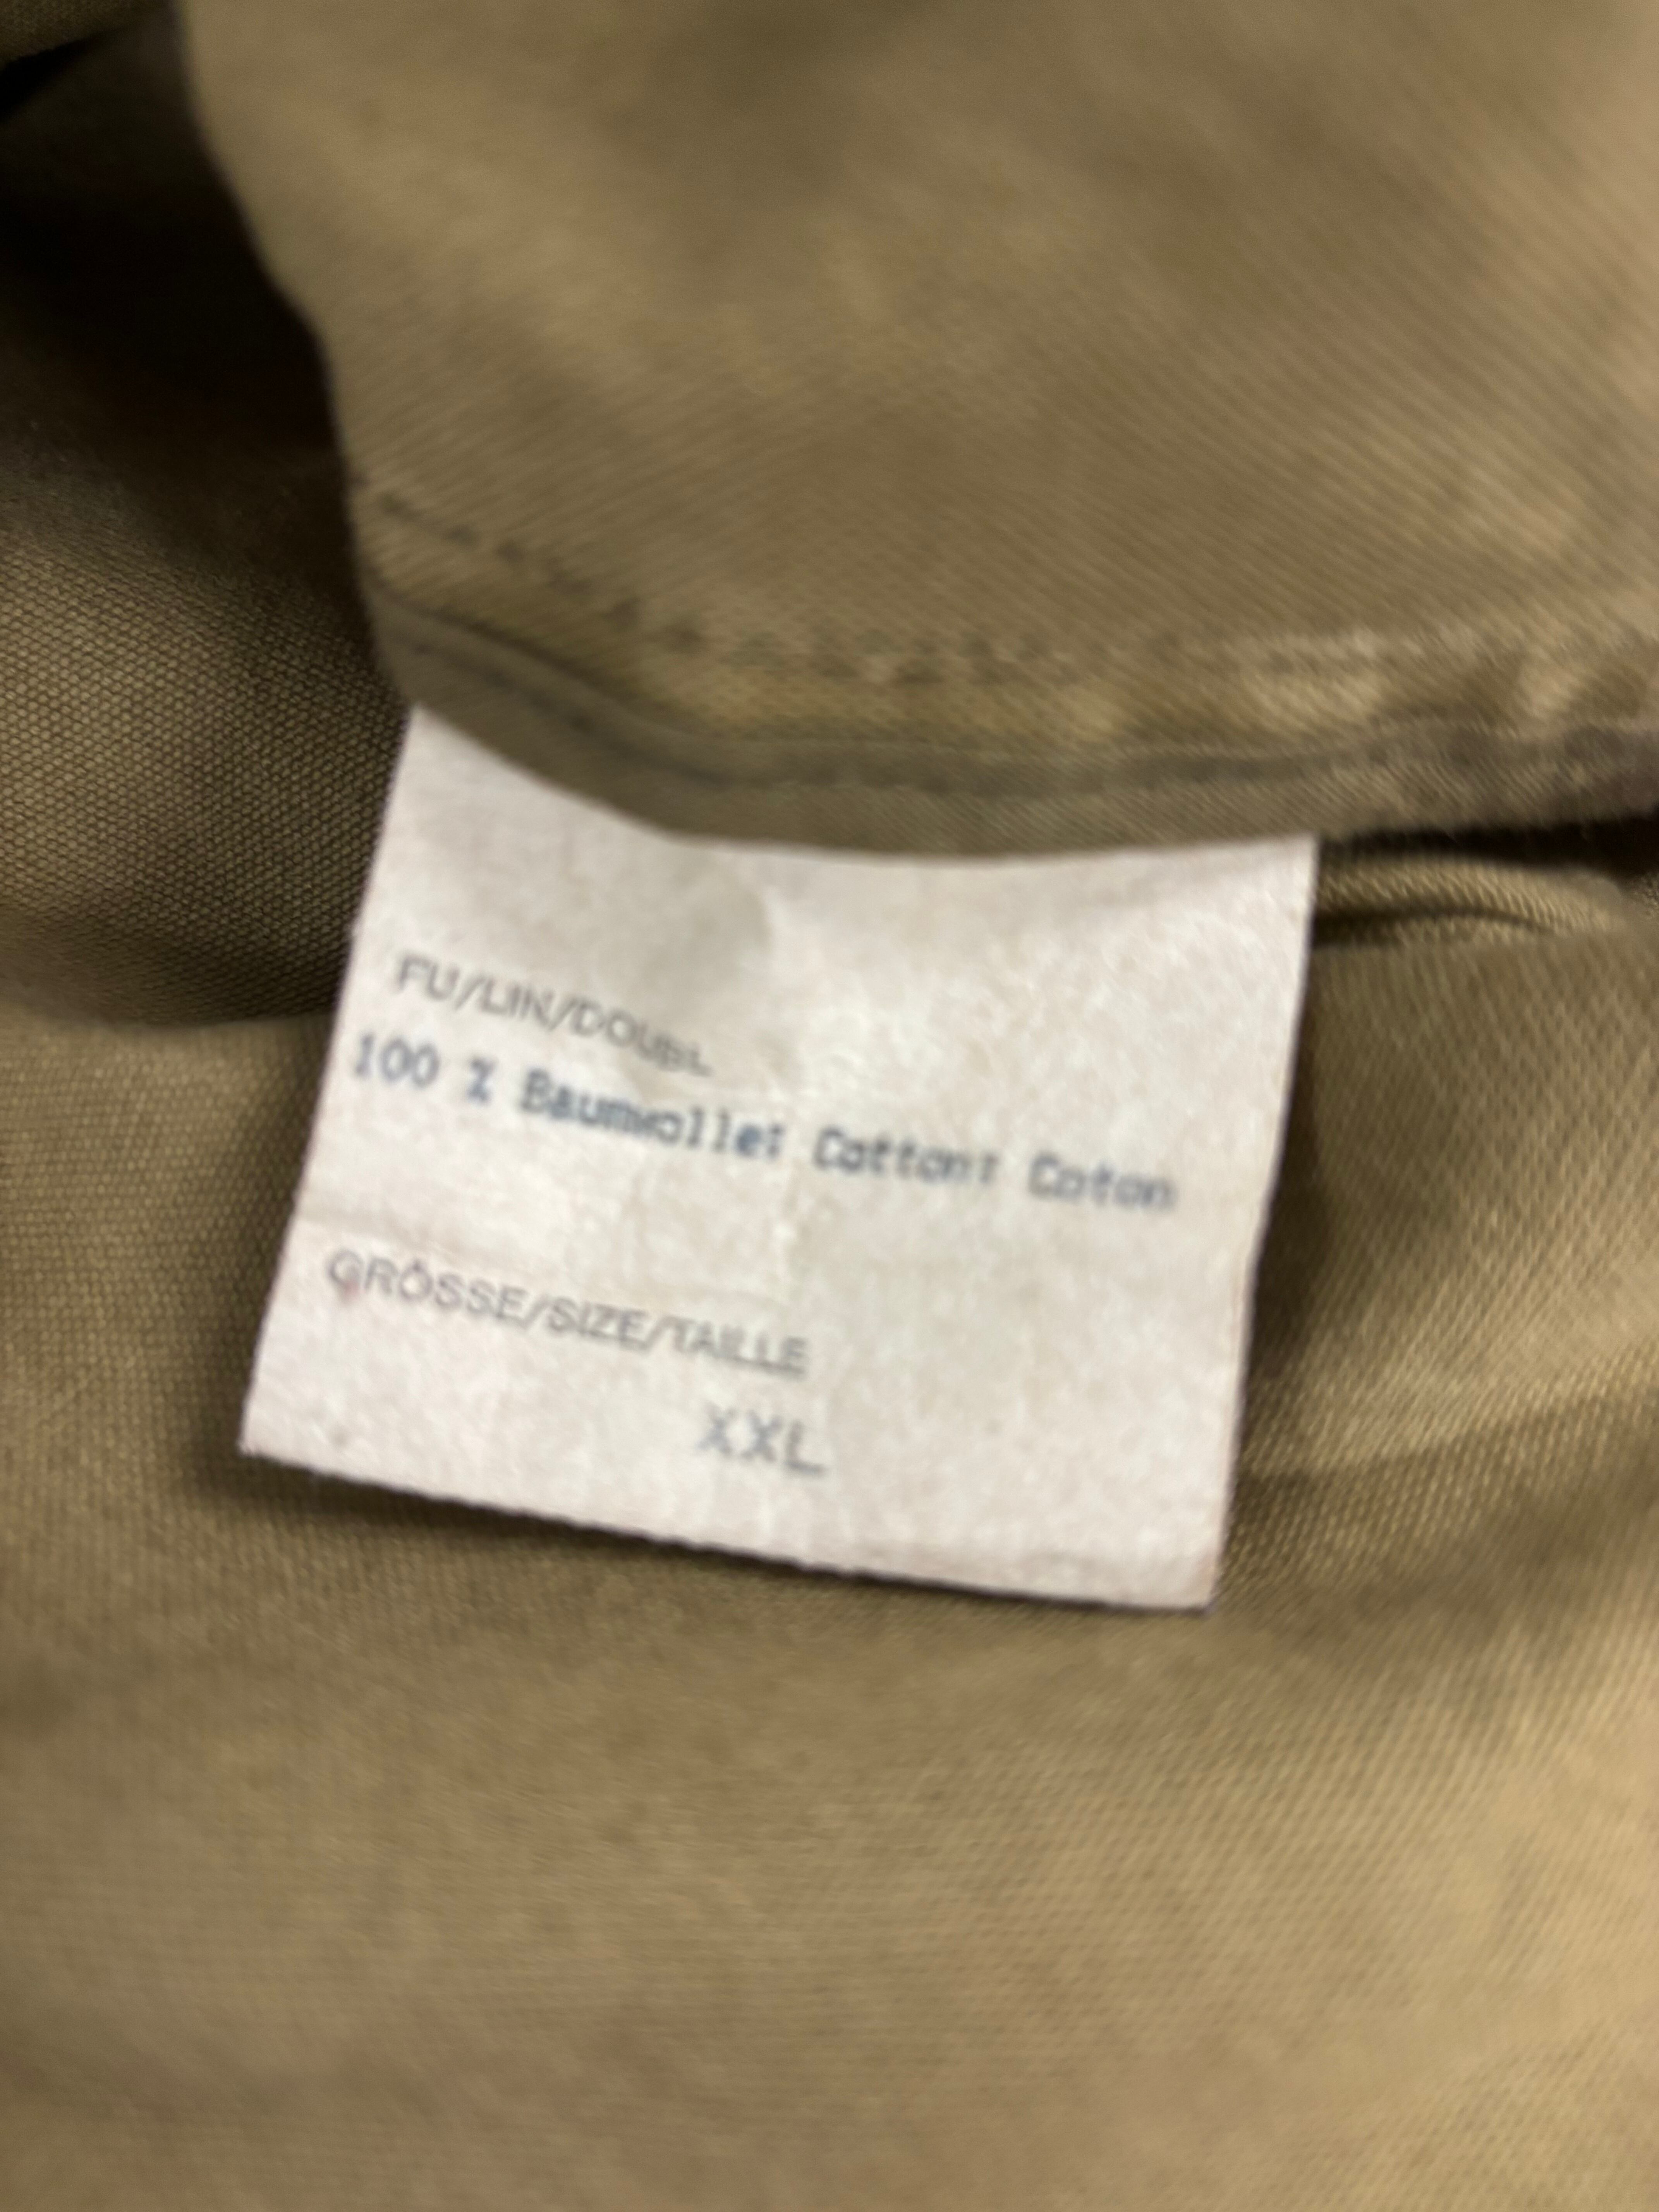 FU/LIN/DOUBL
100 % Baumwolle; Cotton; Coton
GRÖSSE/SIZE/TAILLE
XXL